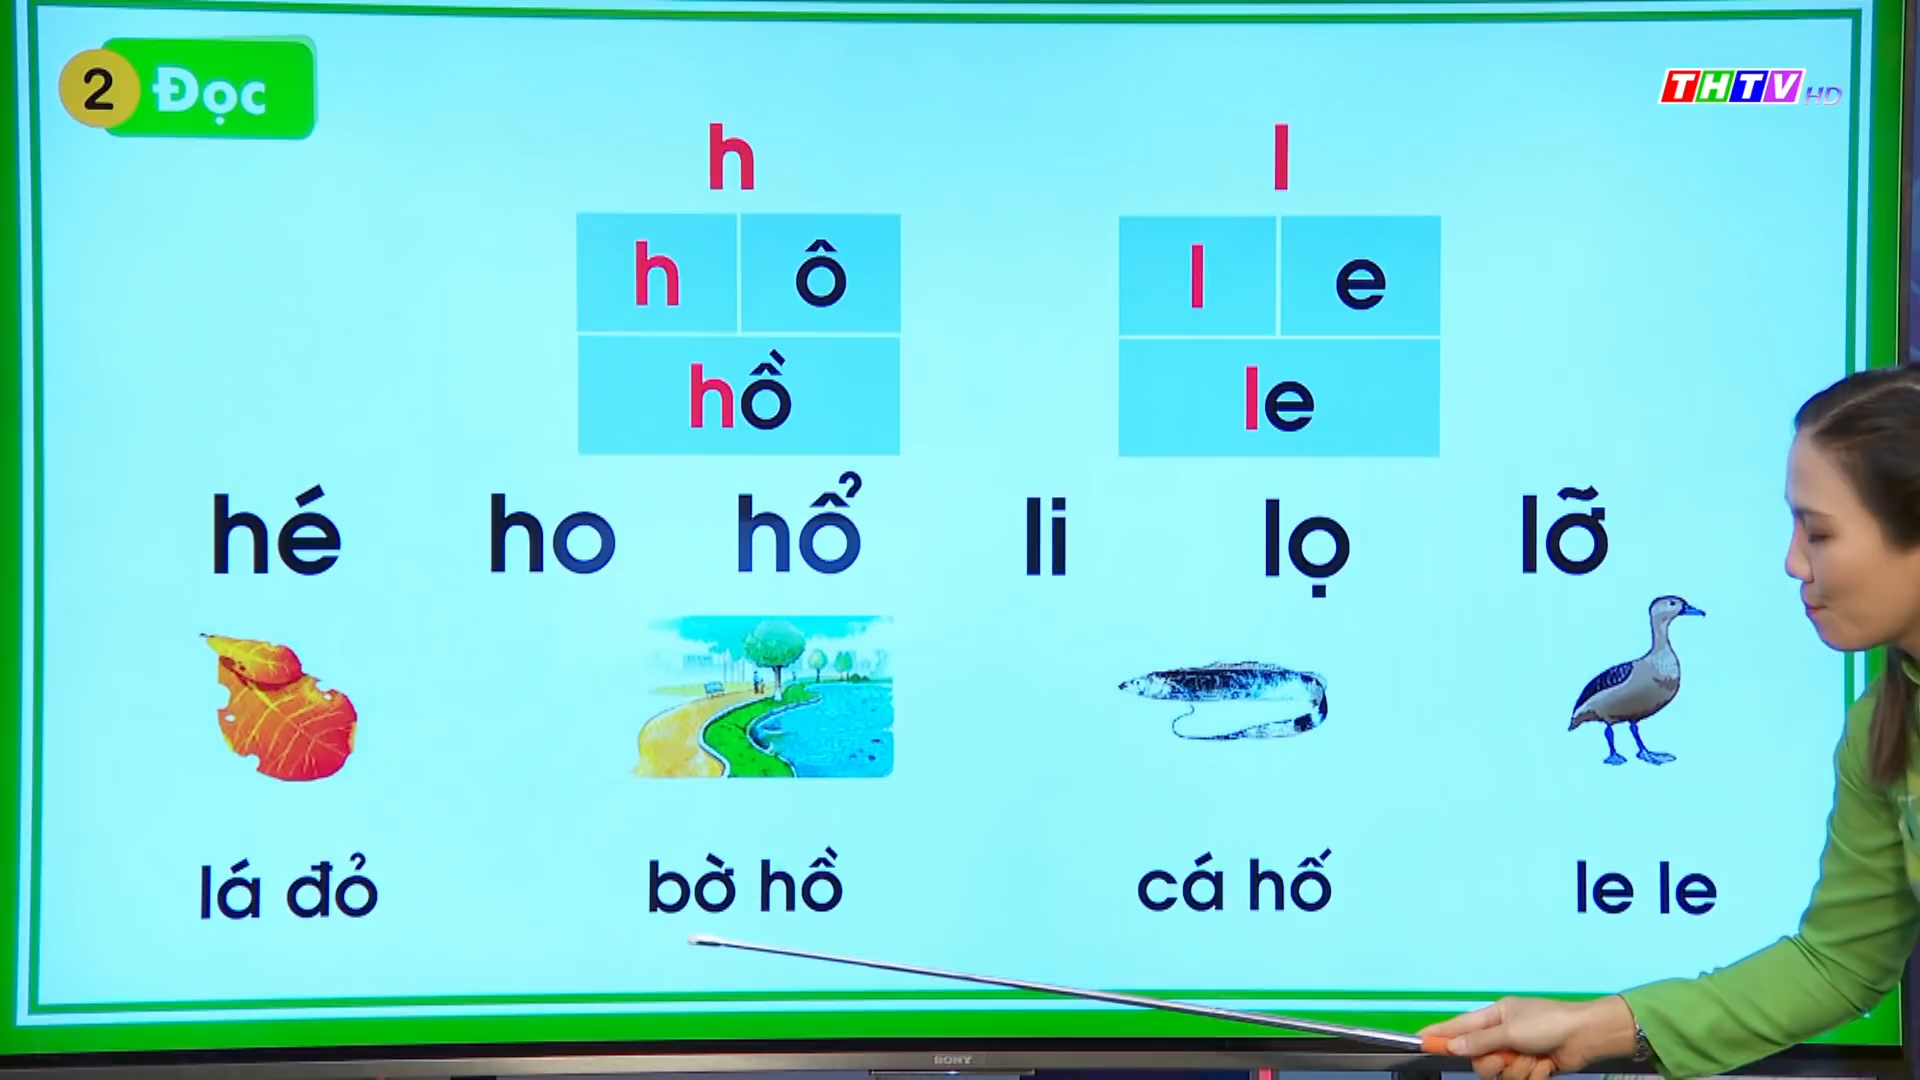 2 Đọc
THTV HD
h l
h ô l e
hồ le
hé ho hổ li lọ lỡ
lá đỏ bờ hồ cá hố le le
SONY